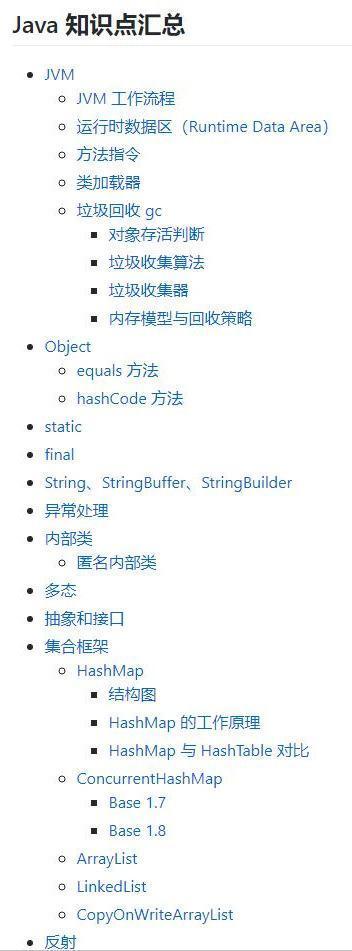 Java 知识点汇总
JVM
JVM 工作流程
运行时数据区（Runtime Data Area）
方法指令
类加载器
垃圾回收 gc
对象存活判断
垃圾收集算法
垃圾收集器
内存模型与回收策略
Object
equals 方法
hashCode 方法
static
final
String、StringBuffer、StringBuilder
异常处理
内部类
匿名内部类
多态
抽象和接口
集合框架
HashMap
结构图
HashMap 的工作原理
HashMap 与 HashTable 对比
ConcurrentHashMap
Base 1.7
Base 1.8
ArrayList
LinkedList
CopyOnWriteArrayList
反射